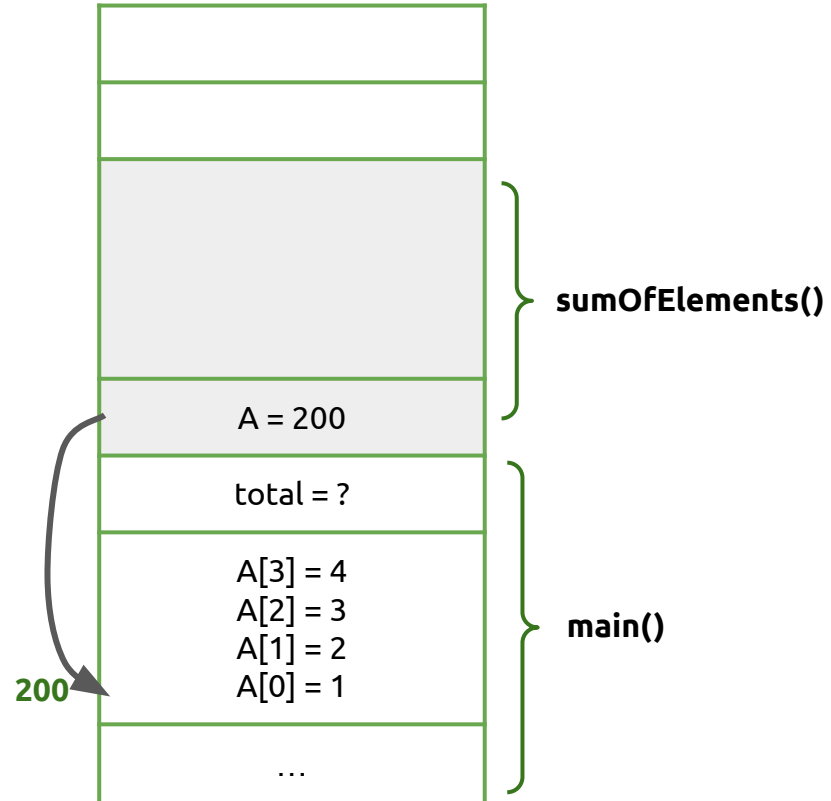 sumOfElements()
A = 200
total = ?
A[3] = 4
A[2] = 3
A[1] = 2
main()
A[0] = 1
200
...